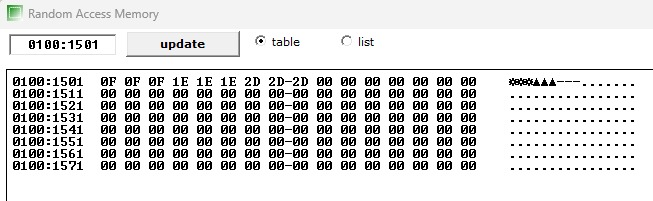 Random Access Memory
0100:1501 update table list
0100:1501 0F 0F 0F 1E 1E 1E 2D 2D-2D 00 00 00 00 00 00 00 ☼☼☼▲▲▲---.......
0100:1511 00 00 00 00 00 00 00 00-00 00 00 00 00 00 00 00 ................
0100:1521 00 00 00 00 00 00 00 00-00 00 00 00 00 00 00 00 ................
0100:1531 00 00 00 00 00 00 00 00-00 00 00 00 00 00 00 00 ................
0100:1541 00 00 00 00 00 00 00 00-00 00 00 00 00 00 00 00 ................
0100:1551 00 00 00 00 00 00 00 00-00 00 00 00 00 00 00 00 ................
0100:1561 00 00 00 00 00 00 00 00-00 00 00 00 00 00 00 00 ................
0100:1571 00 00 00 00 00 00 00 00-00 00 00 00 00 00 00 00 ................